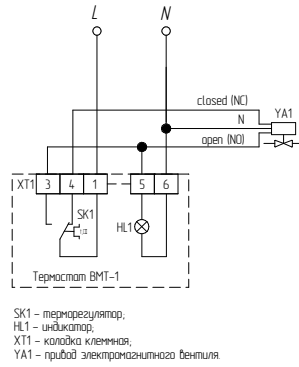 L N
closed (NC)
YA1
N
open (NO)
XT1 3 4 1 5 6
SK1
HL1
Термостат BMT-1
SK1 - терморегулятор;
HL1 - индикатор;
XT1 - колодка клеммная;
YA1 - привод электромагнитного вентиля.